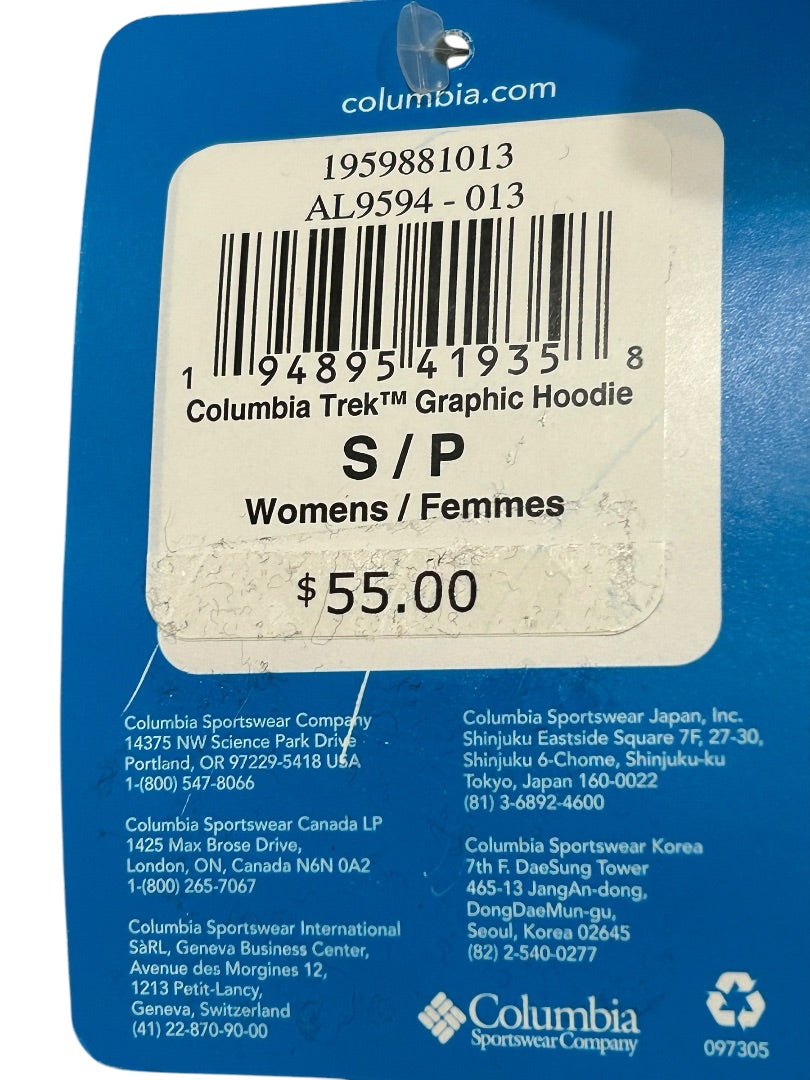 columbia.com
1959881013
AL9594 - 013
1 94895 41935 8
Columbia Trek™ Graphic Hoodie
S / P
Womens / Femmes
$55.00
Columbia Sportswear Company
14375 NW Science Park Drive
Portland, OR 97229-5418 USA
1-(800) 547-8066
Columbia Sportswear Canada LP
1425 Max Brose Drive,
London, ON, Canada N6N 0A2
1-(800) 265-7067
Columbia Sportswear International
SàRL, Geneva Business Center,
Avenue des Morgines 12,
1213 Petit-Lancy,
Geneva, Switzerland
(41) 22-870-90-00
Columbia Sportswear Japan, Inc.
Shinjuku Eastside Square 7F, 27-30,
Shinjuku 6-Chome, Shinjuku-ku
Tokyo, Japan 160-0022
(81) 3-6892-4600
Columbia Sportswear Korea
7th F. DaeSung Tower
465-13 JangAn-dong,
DongDaeMun-gu,
Seoul, Korea 02645
(82) 2-540-0277
Columbia
Sportswear Company
097305